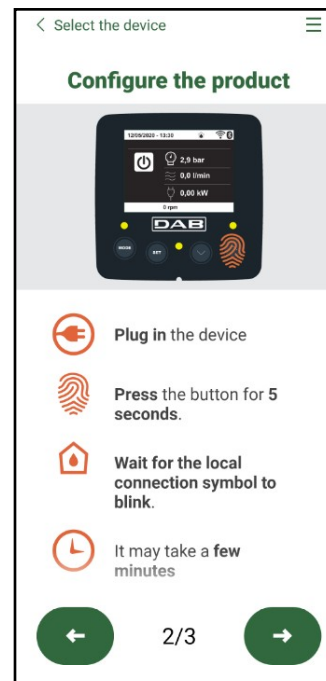 < Select the device
Configure the product
12/09/2020 - 13:30
2,9 bar
0,0 l/min
0,00 kW
0 rpm
DAB
MODE
SET
Plug in the device
Press the button for 5
seconds.
Wait for the local
connection symbol to
blink.
It may take a few
minutes
2/3